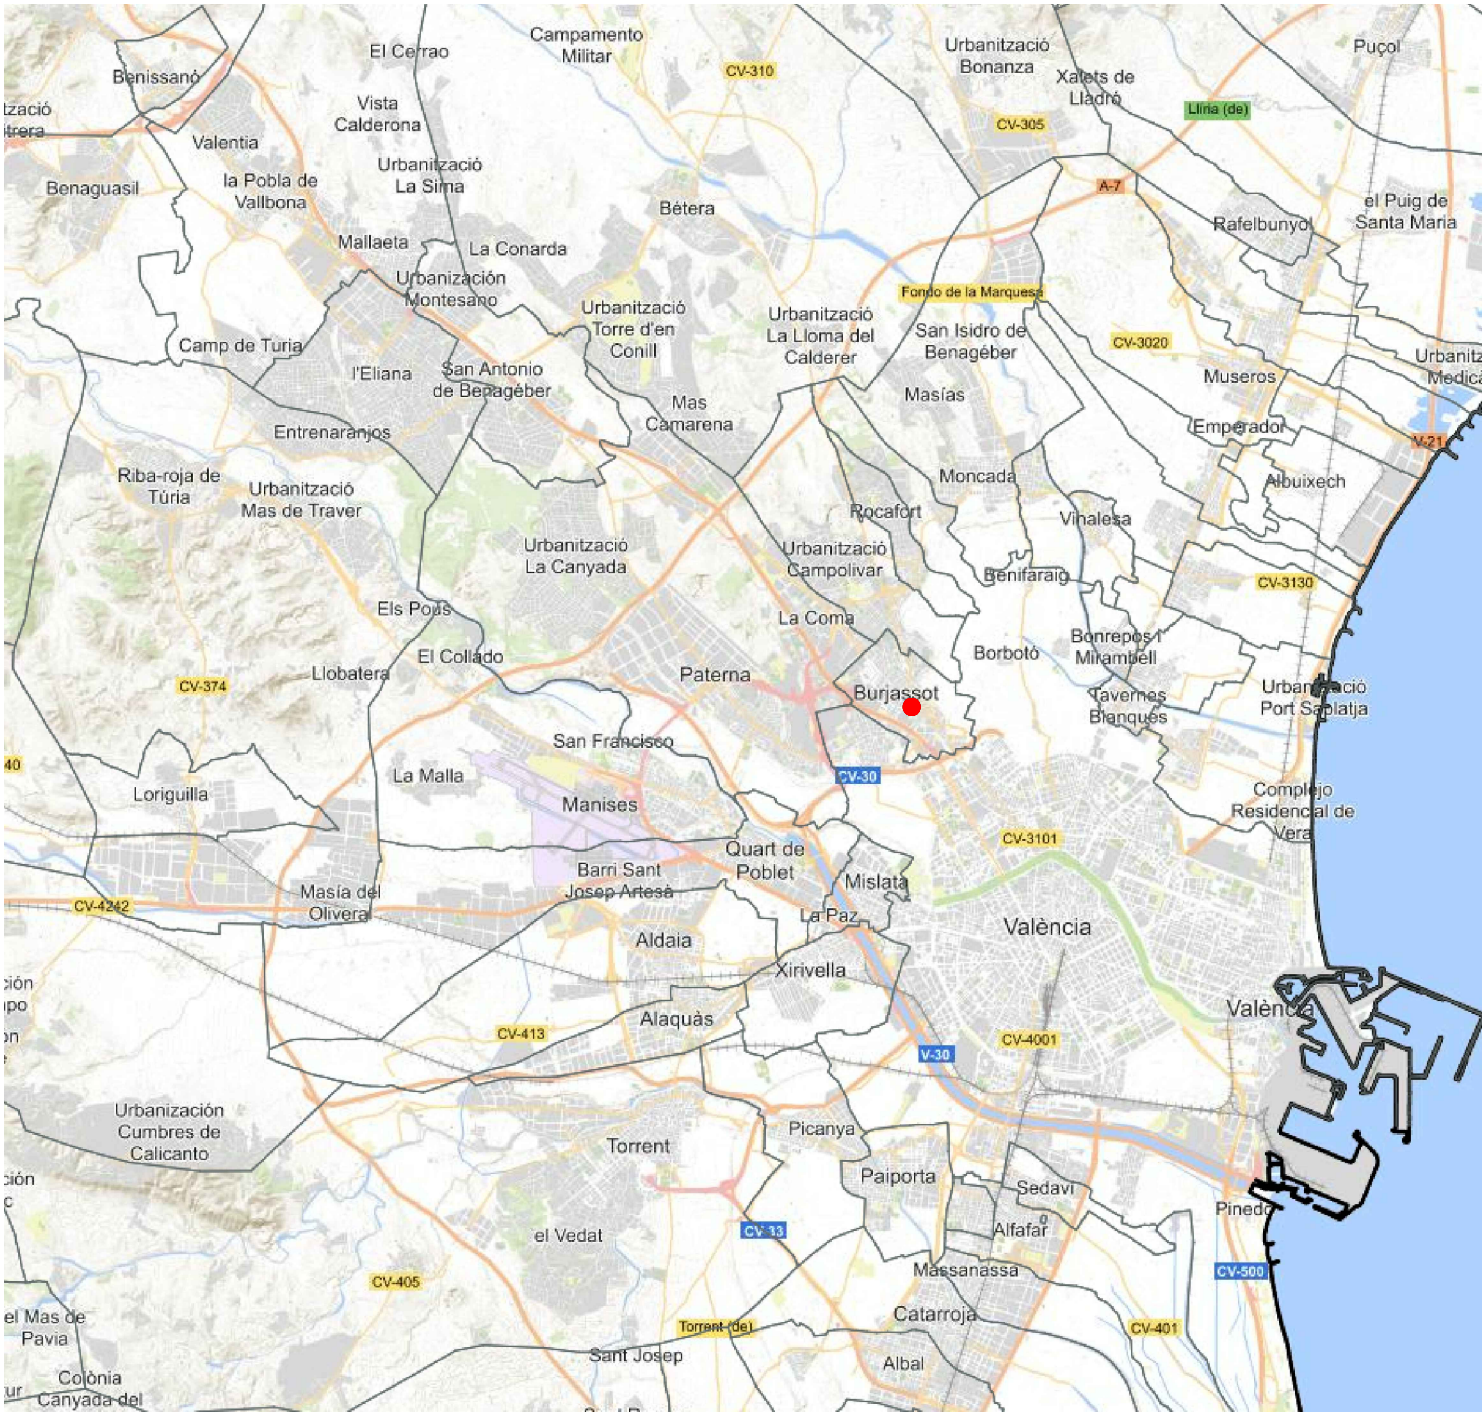 El Cerrao
Campamento
Militar
CV-310
Urbanització
Bonanza
Xalets de
Lladró
Puçol
Benissanó
Vista
Calderona
CV-305
Llíria (de)
Valentia
Benaguasil
la Pobla de
Vallbona
Urbanització
La Sima
Bétera
A-7
Rafelbunyol
el Puig de
Santa Maria
Mallaeta
La Conarda
Urbanización
Montesano
Fondo de la Marquesa
Urbanització
Torre d'en
Conill
Urbanització
La Lloma del
Calderer
San Isidro de
Benagéber
CV-3020
Camp de Turia
l'Eliana
San Antonio
de Benagéber
Museros
Mas
Camarena
Masías
Entrenaranjos
Emperador
V-21
Riba-roja de
Túria
Urbanització
Mas de Traver
Moncada
Albuixech
Rocafort
Vinalesa
Urbanització
La Canyada
Urbanització
Campolivar
Benifaraig
CV-3130
Els Pous
La Coma
El Collado
Llobatera
CV-374
Paterna
Burjassot
Borbotó
Bonrepòs i
Mirambell
Tavernes
Blanques
Urbanització
Port Saplatja
San Francisco
La Malla
CV-30
Loriguilla
Manises
Complejo
Residencial de
Vera
CV-3101
Quart de
Poblet
Barri Sant
Josep Artesà
Mislata
Masía del
Olivera
CV-4242
La Paz
València
Aldaia
Xirivella
Alaquàs
València
CV-413
CV-4001
V-30
Urbanización
Cumbres de
Calicanto
Torrent
Picanya
Paiporta
Sedaví
Pinedo
el Vedat
CV-33
Alfafar
Massanassa
CV-500
CV-405
Catarroja
el Mas de
Pavia
Torrent (de)
CV-401
Sant Josep
Albal
Colònia
Canyada del